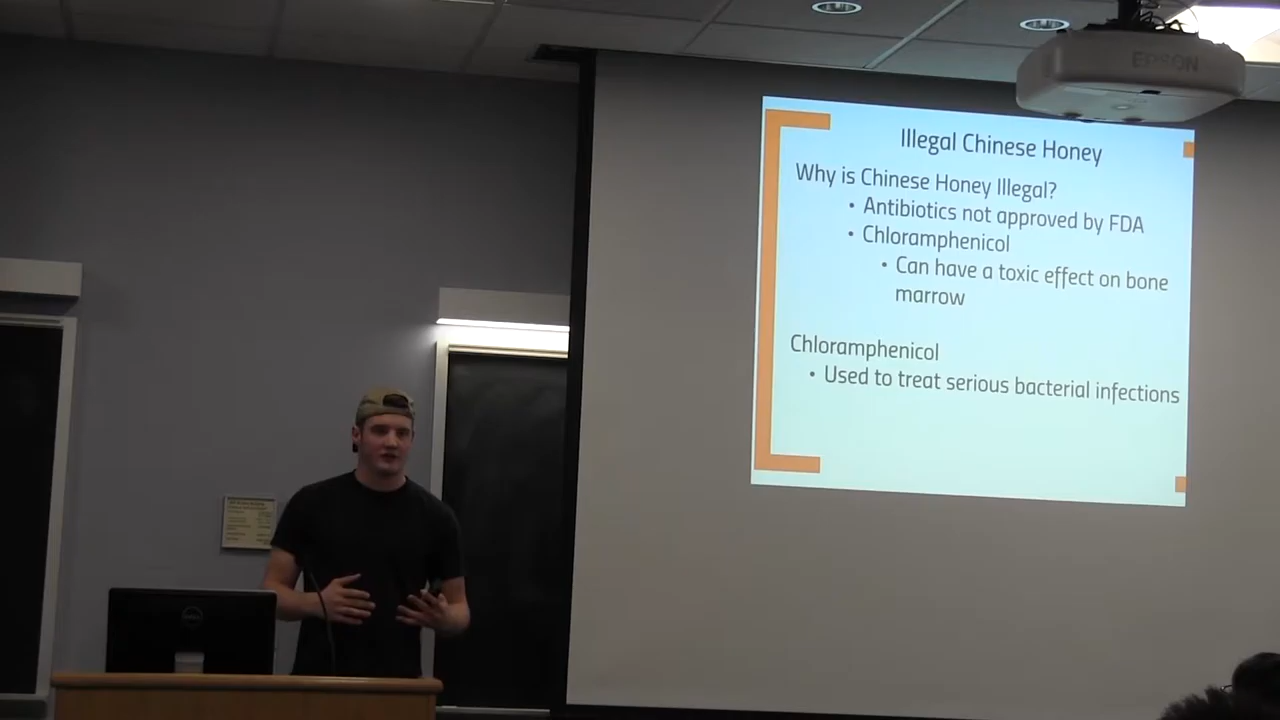 EPSON
Illegal Chinese Honey
Why is Chinese Honey Illegal?
• Antibiotics not approved by FDA
• Chloramphenicol
• Can have a toxic effect on bone
marrow
Chloramphenicol
• Used to treat serious bacterial infections
DELL